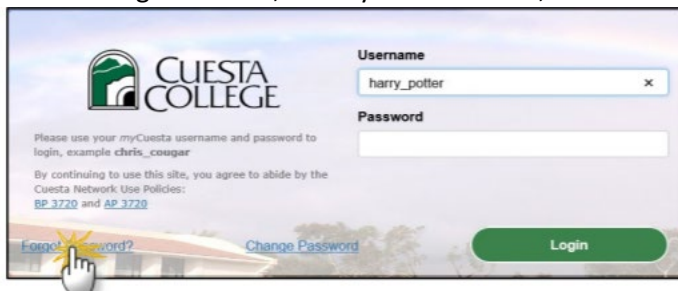 CUESTA
COLLEGE
Please use your myCuesta username and password to
login, example chris_cougar
By continuing to use this site, you agree to abide by the
Cuesta Network Use Policies:
BP 3720 and AP 3720
Forgot Password?
Change Password
Username
harry_potter ×
Password
Login